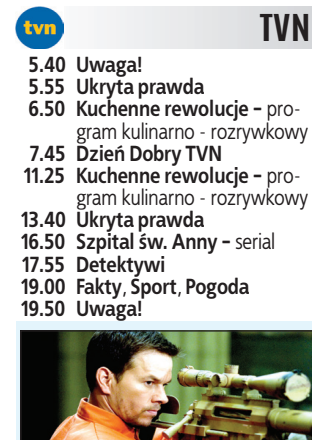 tvn TVN
5.40 Uwaga!
5.55 Ukryta prawda
6.50 Kuchenne rewolucje – pro-
gram kulinarno - rozrywkowy
7.45 Dzień Dobry TVN
11.25 Kuchenne rewolucje – pro-
gram kulinarno - rozrywkowy
13.40 Ukryta prawda
16.50 Szpital św. Anny – serial
17.55 Detektywi
19.00 Fakty, Sport, Pogoda
19.50 Uwaga!